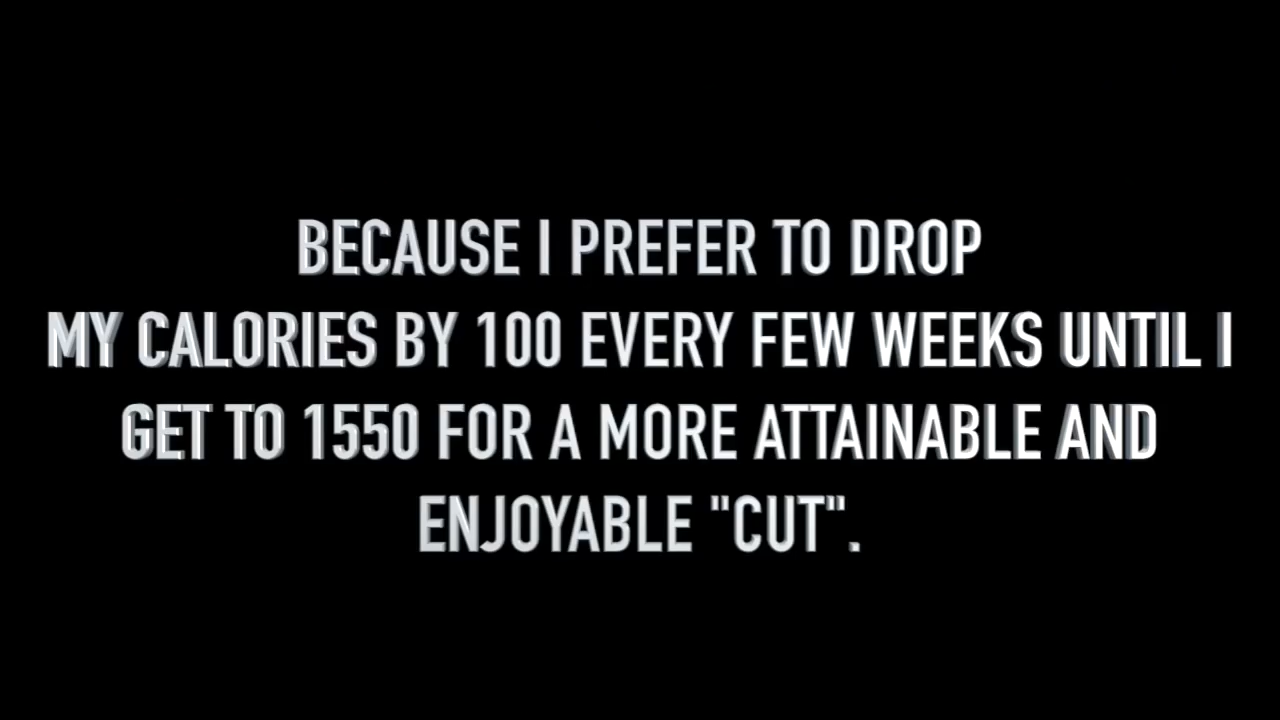 BECAUSE I PREFER TO DROP
MY CALORIES BY 100 EVERY FEW WEEKS UNTIL I
GET TO 1550 FOR A MORE ATTAINABLE AND
ENJOYABLE "CUT".